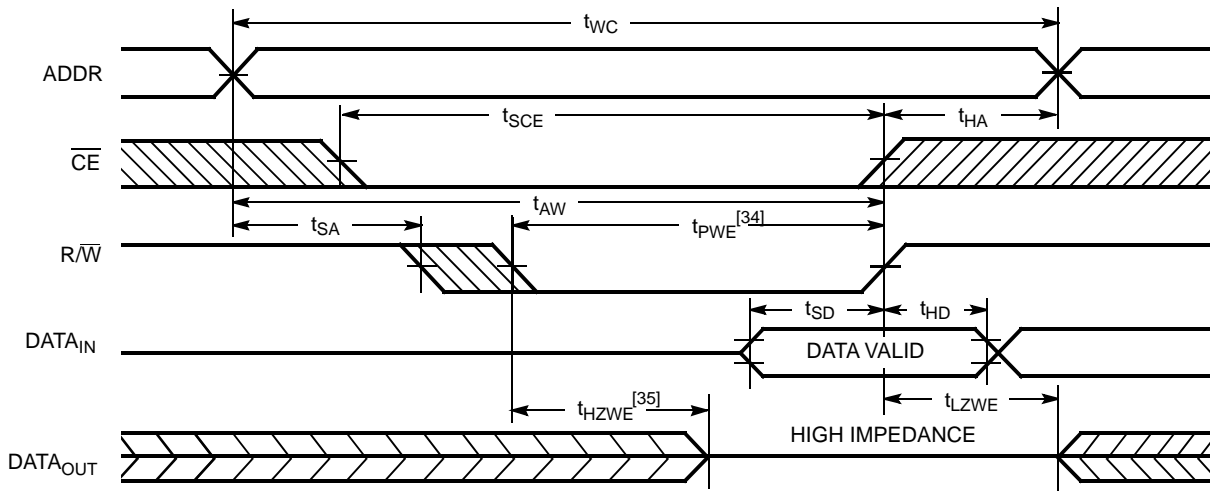 tWC
ADDR
tSCE
tHA
CE
tAW
tSA
tPWE[34]
R/W
tSD
tHD
DATAIN
DATA VALID
tHZWE[35]
tLZWE
HIGH IMPEDANCE
DATAOUT